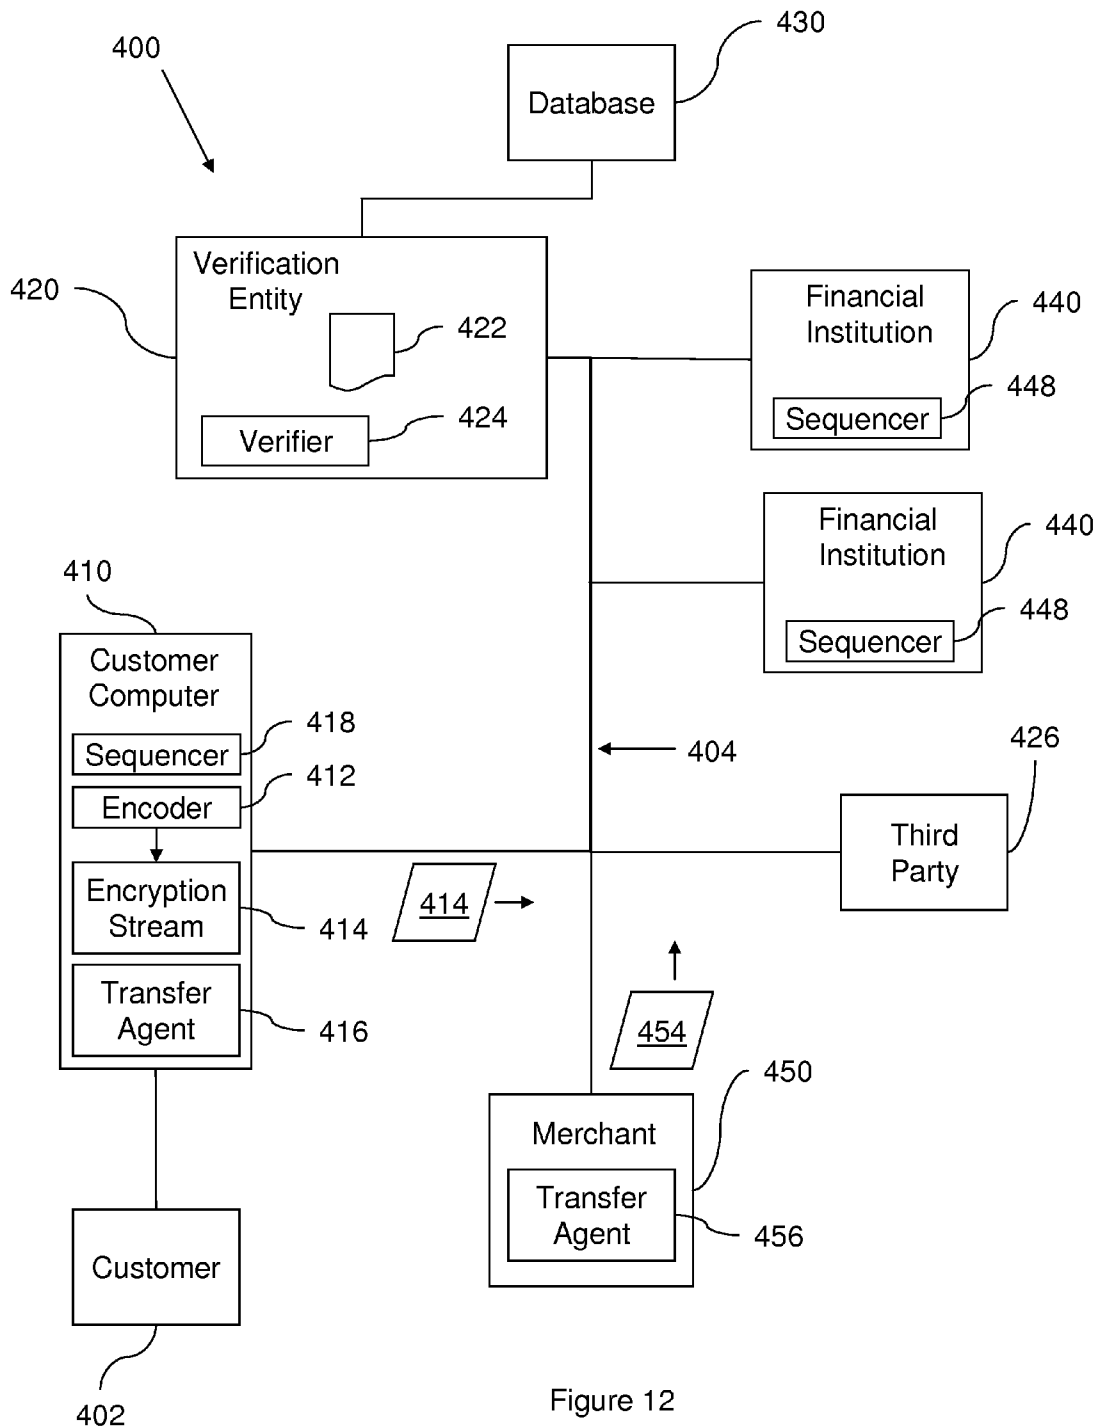 430
400
Database
Verification
Entity
420
422
424
Verifier
Financial
Institution
440
448
Sequencer
Financial
Institution
440
448
Sequencer
410
Customer
Computer
418
Sequencer
412
Encoder
Encryption
Stream
414
Transfer
Agent
416
414
404
426
Third
Party
454
450
Merchant
Transfer
Agent
456
Customer
402
Figure 12